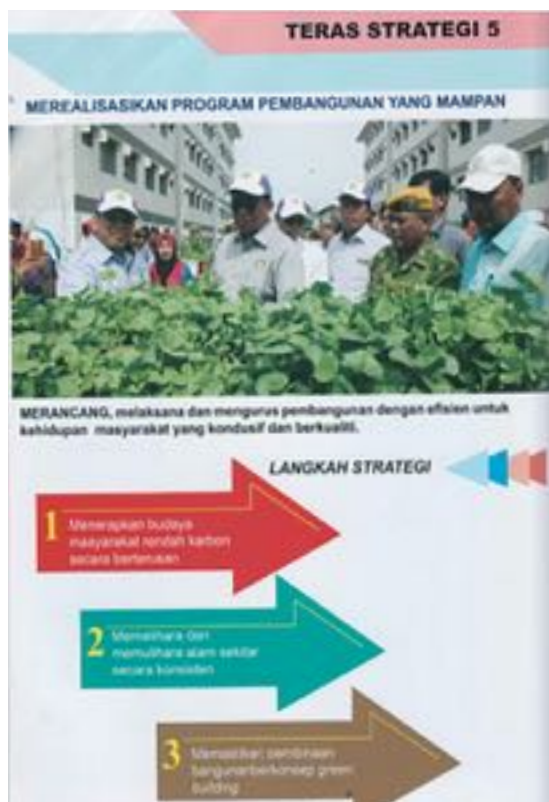 TERAS STRATEGI 5
MEREALISASIKAN PROGRAM PEMBANGUNAN YANG MAMPAN
MERANCANG, melaksana dan mengurus pembangunan dengan efisien untuk
kehidupan masyarakat yang kondusif dan berkualiti.
LANGKAH STRATEGI
1
Menerapkan budaya
masyarakat rendah karbon
secara berterusan
2
Memelihara dan
memulihara alam sekitar
secara konsisten
3
Memastikan pembinaan
bangunanberkonsep green
building